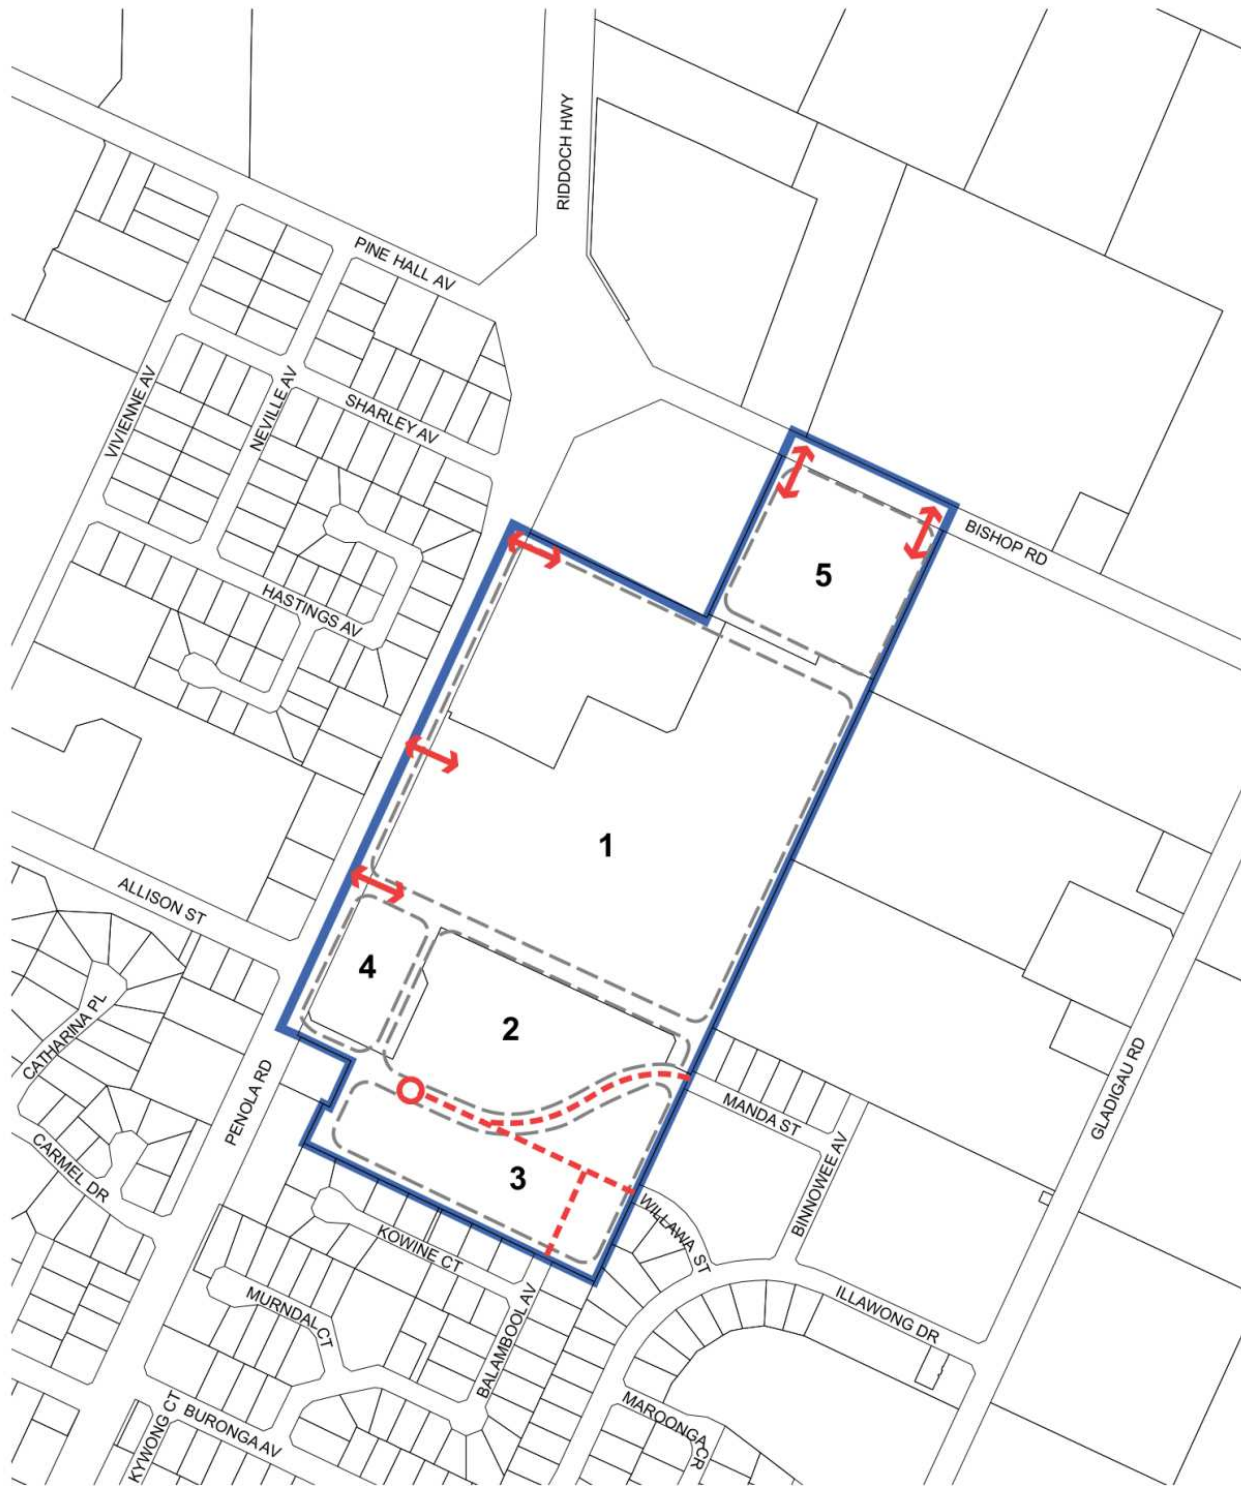 RIDDOCH HWY
PINE HALL AV
VIVIENNE AV
NEVILLE AV
SHARLEY AV
BISHOP RD
5
HASTINGS AV
1
ALLISON ST
4
2
CATHARINA PL
PENOLA RD
MANDA ST
GLADIGAU RD
CARMEL DR
BINNOWEE AV
3
WILLAWA ST
KOWINE CT
MURNDAL CT
BALAMBOOL AV
ILLAWONG DR
KYWONG CT
BURONGA AV
MAROONGA CR